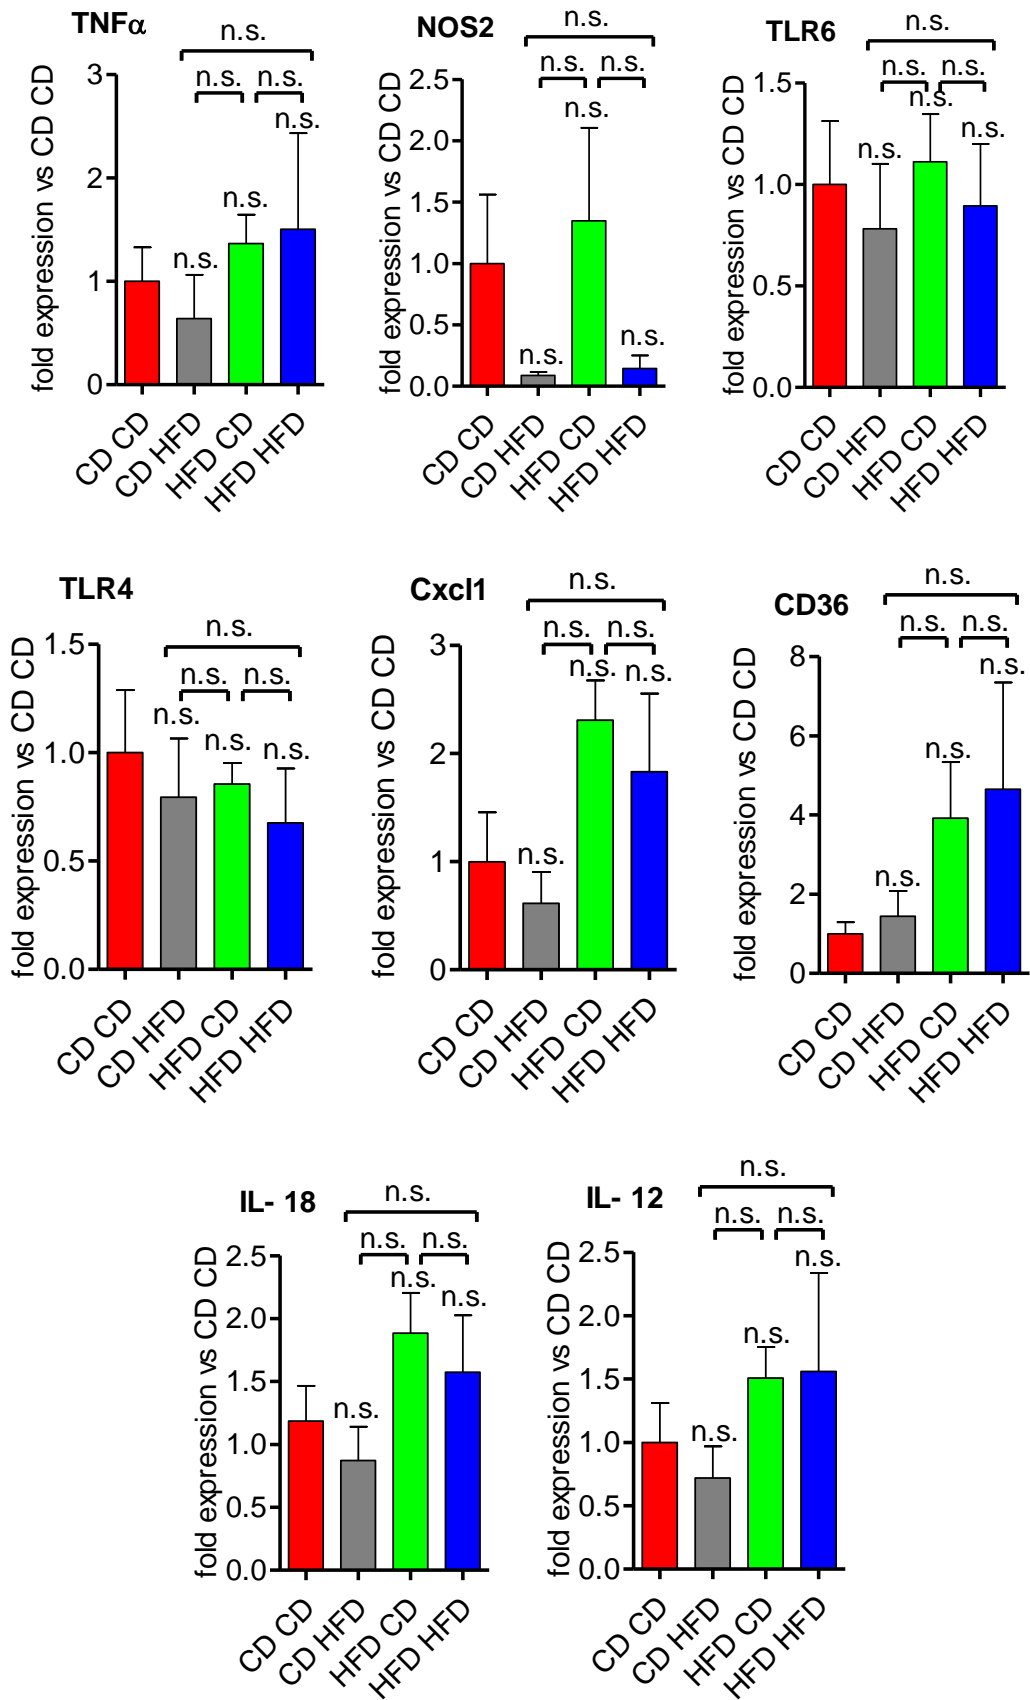 TNFα
n.s.
n.s. n.s.
n.s.
n.s.
n.s.
fold expression vs CD CD
3
2
1
0
CD CD
CD HFD
HFD CD
HFD HFD
NOS2
n.s.
n.s. n.s.
n.s.
n.s.
n.s.
fold expression vs CD CD
2.5
2.0
1.5
1.0
0.5
0.0
CD CD
CD HFD
HFD CD
HFD HFD
TLR6
n.s.
n.s. n.s.
n.s.
n.s.
n.s.
fold expression vs CD CD
1.5
1.0
0.5
0.0
CD CD
CD HFD
HFD CD
HFD HFD
TLR4
n.s.
n.s. n.s.
n.s.
n.s.
n.s.
fold expression vs CD CD
1.5
1.0
0.5
0.0
CD CD
CD HFD
HFD CD
HFD HFD
Cxcl1
n.s.
n.s. n.s.
n.s.
n.s.
n.s.
fold expression vs CD CD
3
2
1
0
CD CD
CD HFD
HFD CD
HFD HFD
CD36
n.s.
n.s. n.s.
n.s.
n.s.
n.s.
fold expression vs CD CD
8
6
4
2
0
CD CD
CD HFD
HFD CD
HFD HFD
IL- 18
n.s.
n.s. n.s.
n.s.
n.s.
n.s.
fold expression vs CD CD
2.5
2.0
1.5
1.0
0.5
0.0
CD CD
CD HFD
HFD CD
HFD HFD
IL- 12
n.s.
n.s. n.s.
n.s.
n.s.
n.s.
fold expression vs CD CD
2.5
2.0
1.5
1.0
0.5
0.0
CD CD
CD HFD
HFD CD
HFD HFD